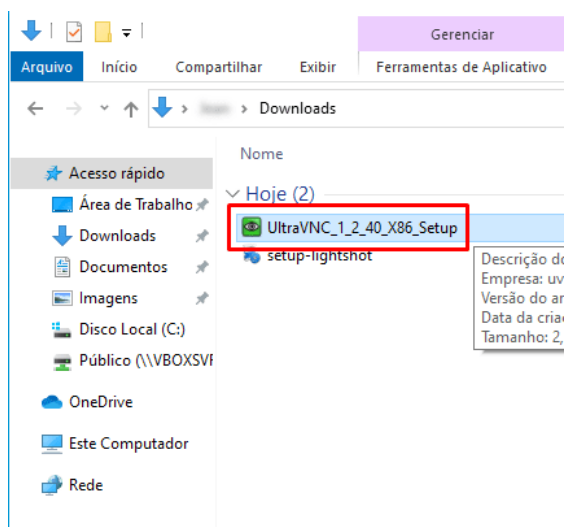 Gerenciar
Arquivo Início Compartilhar Exibir Ferramentas de Aplicativo
Downloads
Nome
Acesso rápido
Hoje (2)
Área de Trabalho
UltraVNC_1_2_40_X86_Setup
Downloads
setup-lightshot
Descrição do
Documentos
Empresa: uv
Imagens
Versão do ar
Data da cria
Disco Local (C:)
Tamanho: 2,
Público (\\VBOXSVF
OneDrive
Este Computador
Rede